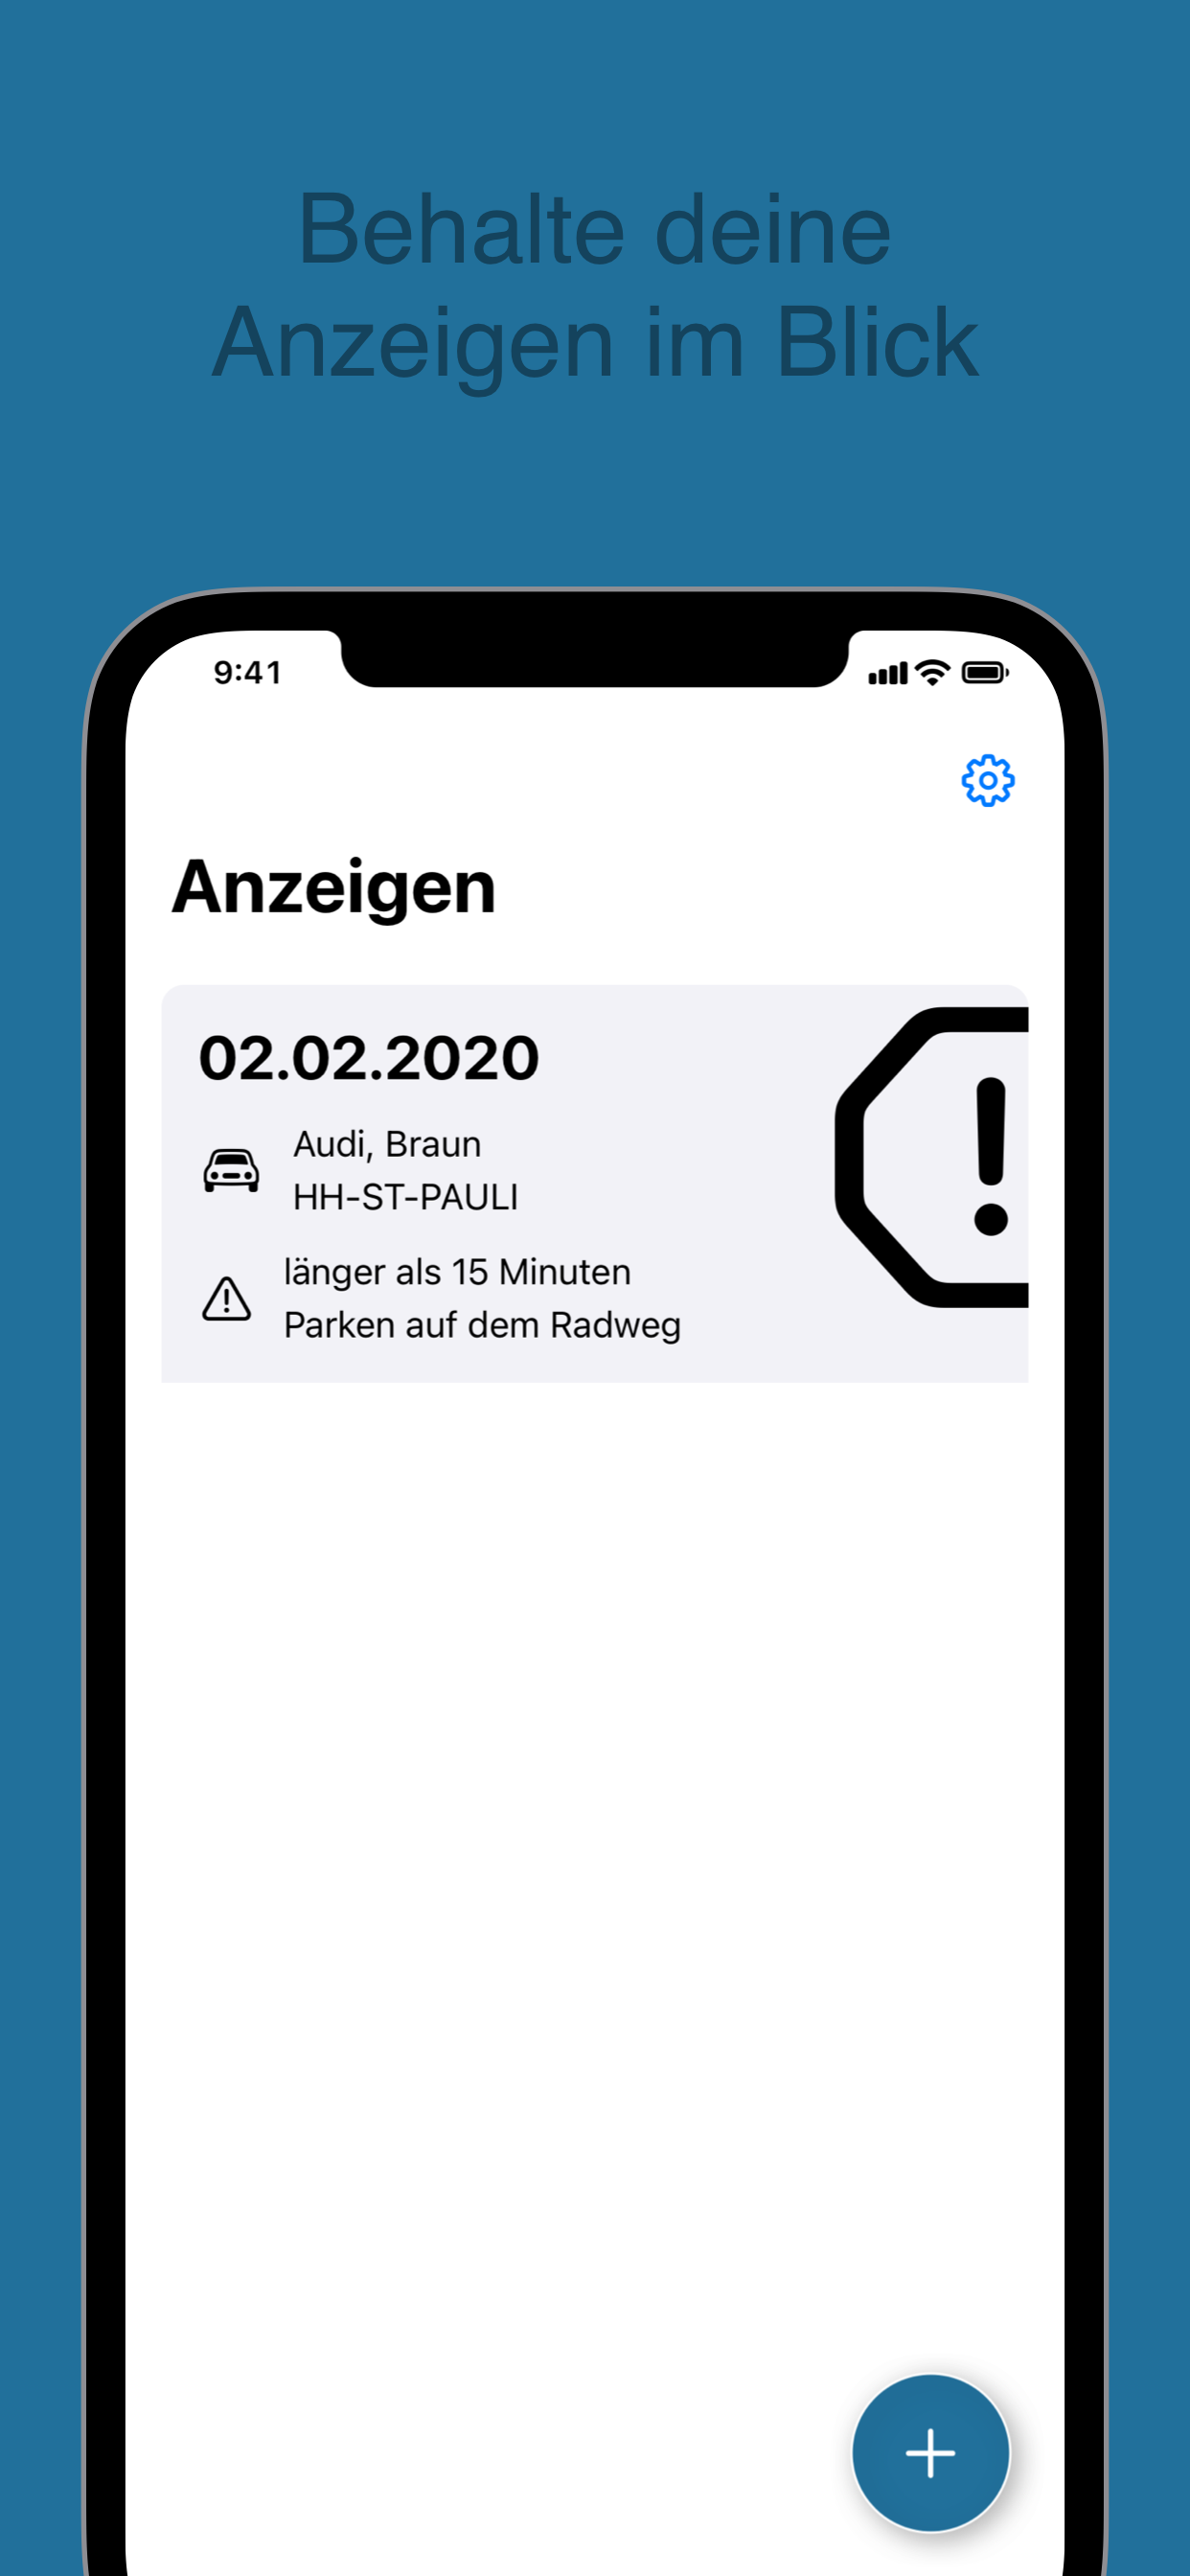 Behalte deine
Anzeigen im Blick
9:41
Anzeigen
02.02.2020
Audi, Braun
HH-ST-PAULI
länger als 15 Minuten
Parken auf dem Radweg